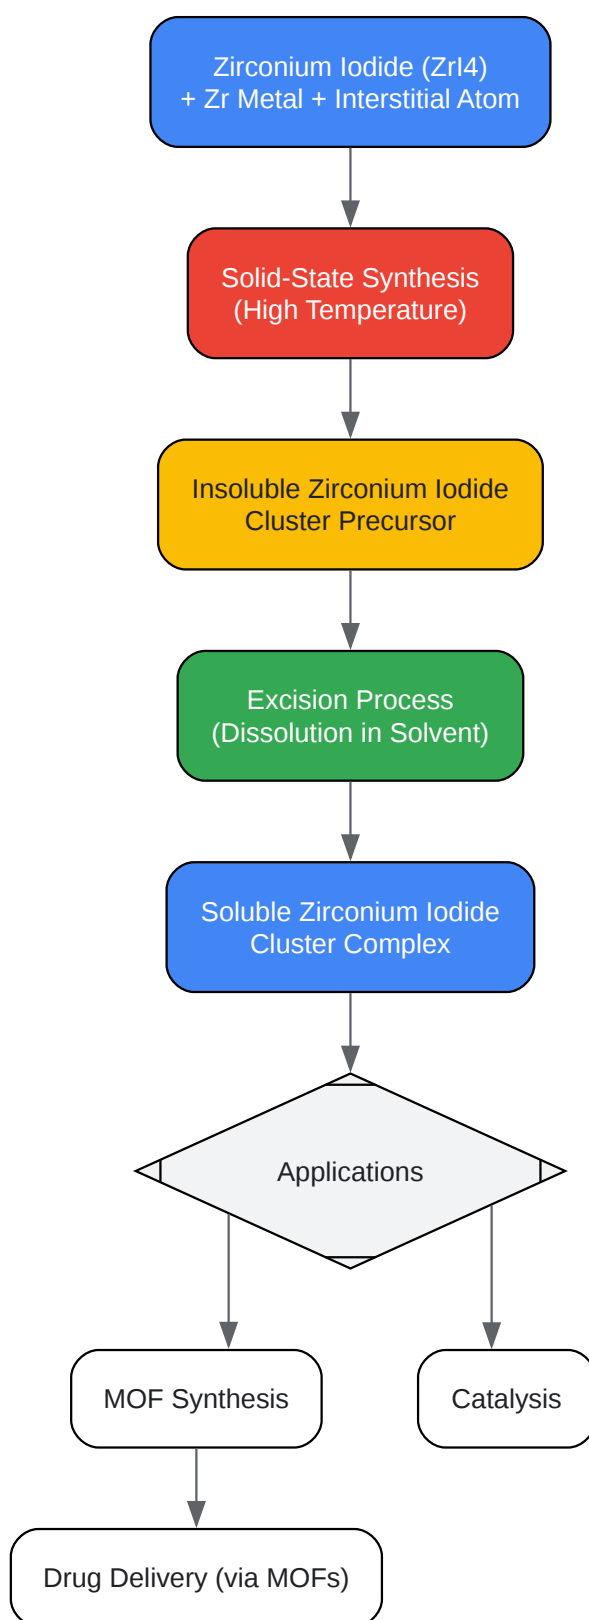 Zirconium Iodide (ZrI4)
+ Zr Metal + Interstitial Atom
Solid-State Synthesis
(High Temperature)
Insoluble Zirconium Iodide
Cluster Precursor
Excision Process
(Dissolution in Solvent)
Soluble Zirconium Iodide
Cluster Complex
Applications
MOF Synthesis
Catalysis
Drug Delivery (via MOFs)